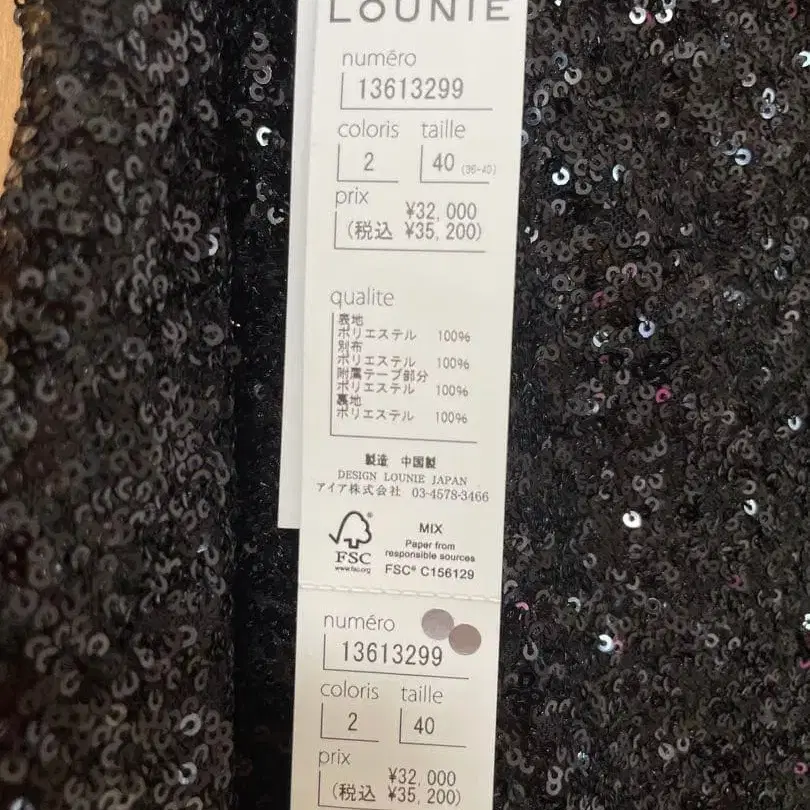 LOUNIE
numéro
13613299
coloris taille
2 40 (36-40)
prix
¥32,000
(税込 ¥35,200)
qualite
表地
ポリエステル 100%
別布
ポリエステル 100%
附属テープ部分
ポリエステル 100%
裏地
ポリエステル 100%
製造 中国製
DESIGN LOUNIE JAPAN
アイア株式会社 03-4578-3466
FSC®
www.fsc.org
MIX
Paper from
responsible sources
FSC® C156129
numéro
13613299
coloris taille
2 40
prix
¥32,000
(税込 ¥35,200)